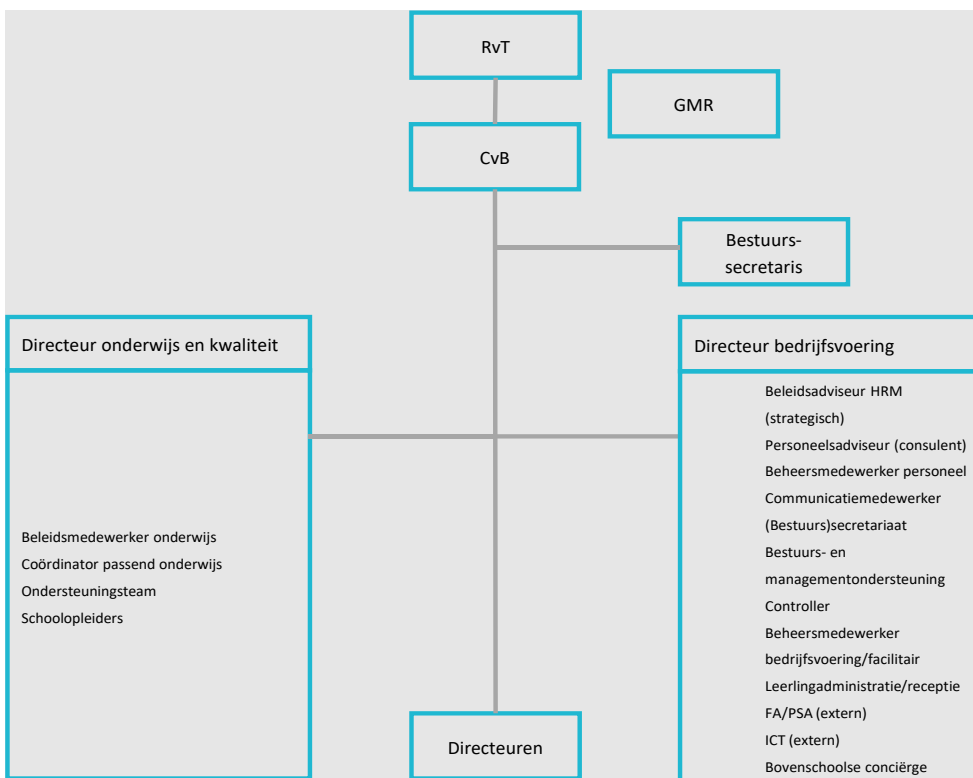 RvT
GMR
CvB
Bestuurs-
secretaris
Directeur onderwijs en kwaliteit
Beleidsmedewerker onderwijs
Coördinator passend onderwijs
Ondersteuningsteam
Schoolopleiders
Directeur bedrijfsvoering
Beleidsadviseur HRM
(strategisch)
Personeelsadviseur (consulent)
Beheersmedewerker personeel
Communicatiemedewerker
(Bestuurs)secretariaat
Bestuurs- en
managementondersteuning
Controller
Beheersmedewerker
bedrijfsvoering/facilitair
Leerlingadministratie/receptie
FA/PSA (extern)
ICT (extern)
Bovenschoolse conciërge
Directeuren